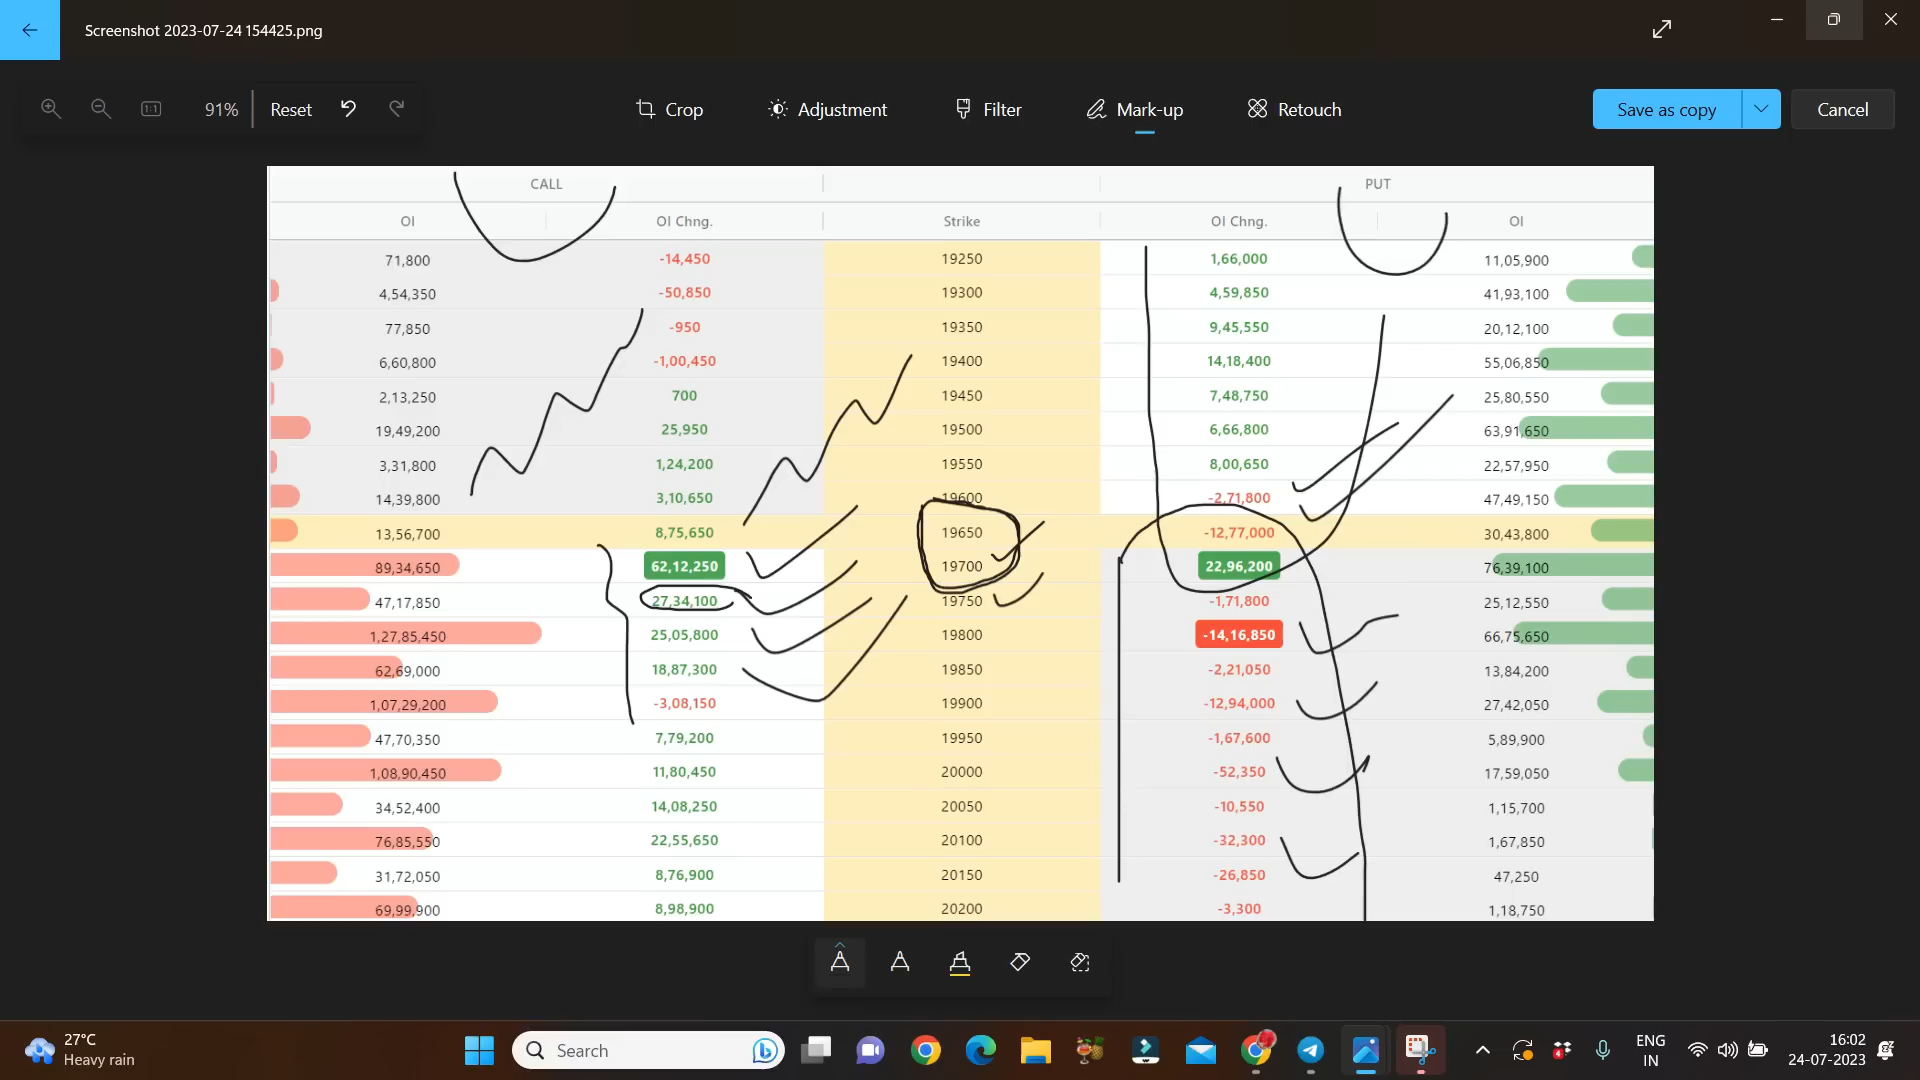 Screenshot 2023-07-24 154425.png
91% Reset Crop Adjustment Filter Mark-up Retouch Save as copy Cancel
CALL PUT
OI OI Chng. Strike OI Chng. OI
71,800 -14,450 19250 1,66,000 11,05,900
4,54,350 -50,850 19300 4,59,850 41,93,100
77,850 -950 19350 9,45,550 20,12,100
6,60,800 -1,00,450 19400 14,18,400 55,06,850
2,13,250 700 19450 7,48,750 25,80,550
19,49,200 25,950 19500 6,66,800 63,91,650
3,31,800 1,24,200 19550 8,00,650 22,57,950
14,39,800 3,10,650 19600 -2,71,800 47,49,150
13,56,700 8,75,650 19650 -12,77,000 30,43,800
89,34,650 62,12,250 19700 22,96,200 76,39,100
47,17,850 27,34,100 19750 -1,71,800 25,12,550
1,27,85,450 25,05,800 19800 -14,16,850 66,75,650
62,69,000 18,87,300 19850 -2,21,050 13,84,200
1,07,29,200 -3,08,150 19900 -12,94,000 27,42,050
47,70,350 7,79,200 19950 -1,67,600 5,89,900
1,08,90,450 11,80,450 20000 -52,350 17,59,050
34,52,400 14,08,250 20050 -10,550 1,15,700
76,85,550 22,55,650 20100 -32,300 1,67,850
31,72,050 8,76,900 20150 -26,850 47,250
69,99,900 8,98,900 20200 -3,300 1,18,750
27°C
Heavy rain
Search
ENG
IN
16:02
24-07-2023